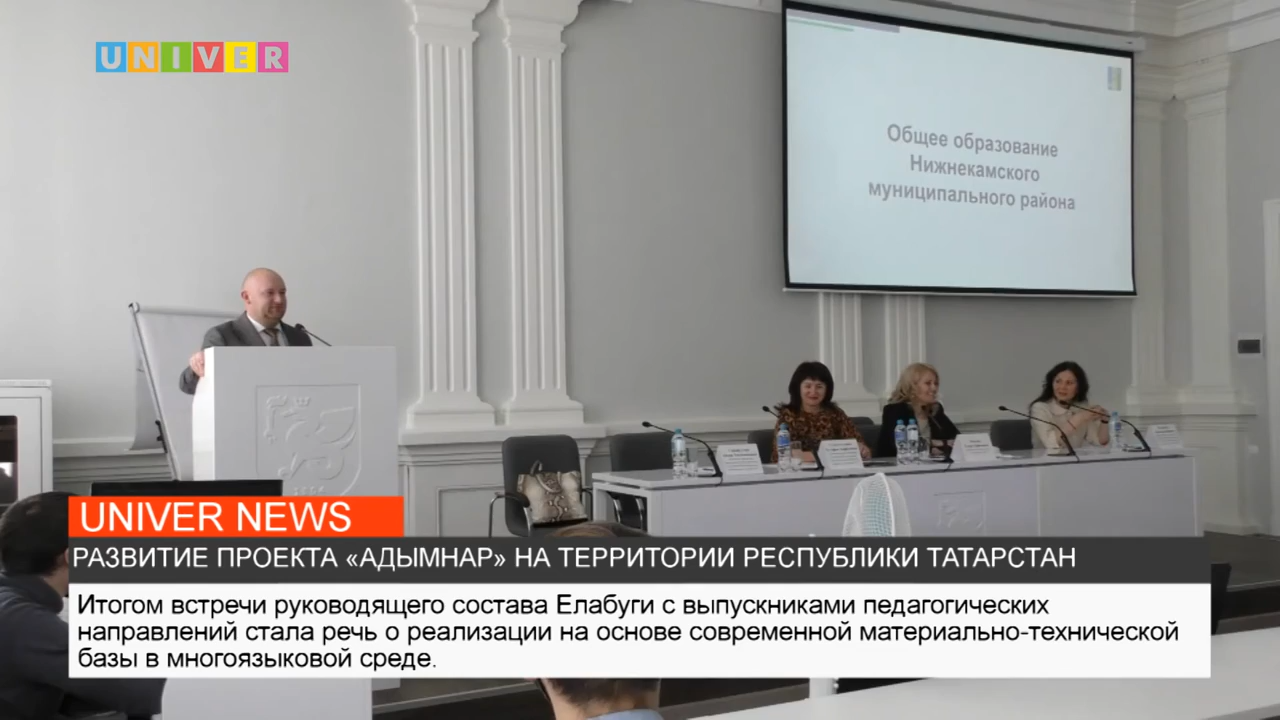 UNIVER
Общее образование
Нижнекамского
муниципального района
1804
UNIVER NEWS
РАЗВИТИЕ ПРОЕКТА «АДЫМНАР» НА ТЕРРИТОРИИ РЕСПУБЛИКИ ТАТАРСТАН
Итогом встречи руководящего состава Елабуги с выпускниками педагогических
направлений стала речь о реализации на основе современной материально-технической
базы в многоязыковой среде.